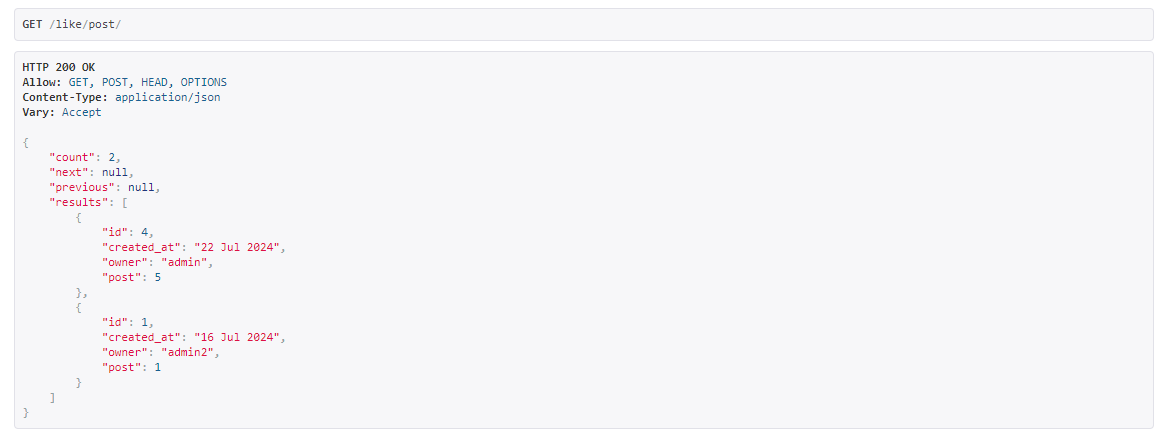 GET /like/post/
HTTP 200 OK
Allow: GET, POST, HEAD, OPTIONS
Content-Type: application/json
Vary: Accept
{
    "count": 2,
    "next": null,
    "previous": null,
    "results": [
        {
            "id": 4,
            "created_at": "22 Jul 2024",
            "owner": "admin",
            "post": 5
        },
        {
            "id": 1,
            "created_at": "16 Jul 2024",
            "owner": "admin2",
            "post": 1
        }
    ]
}